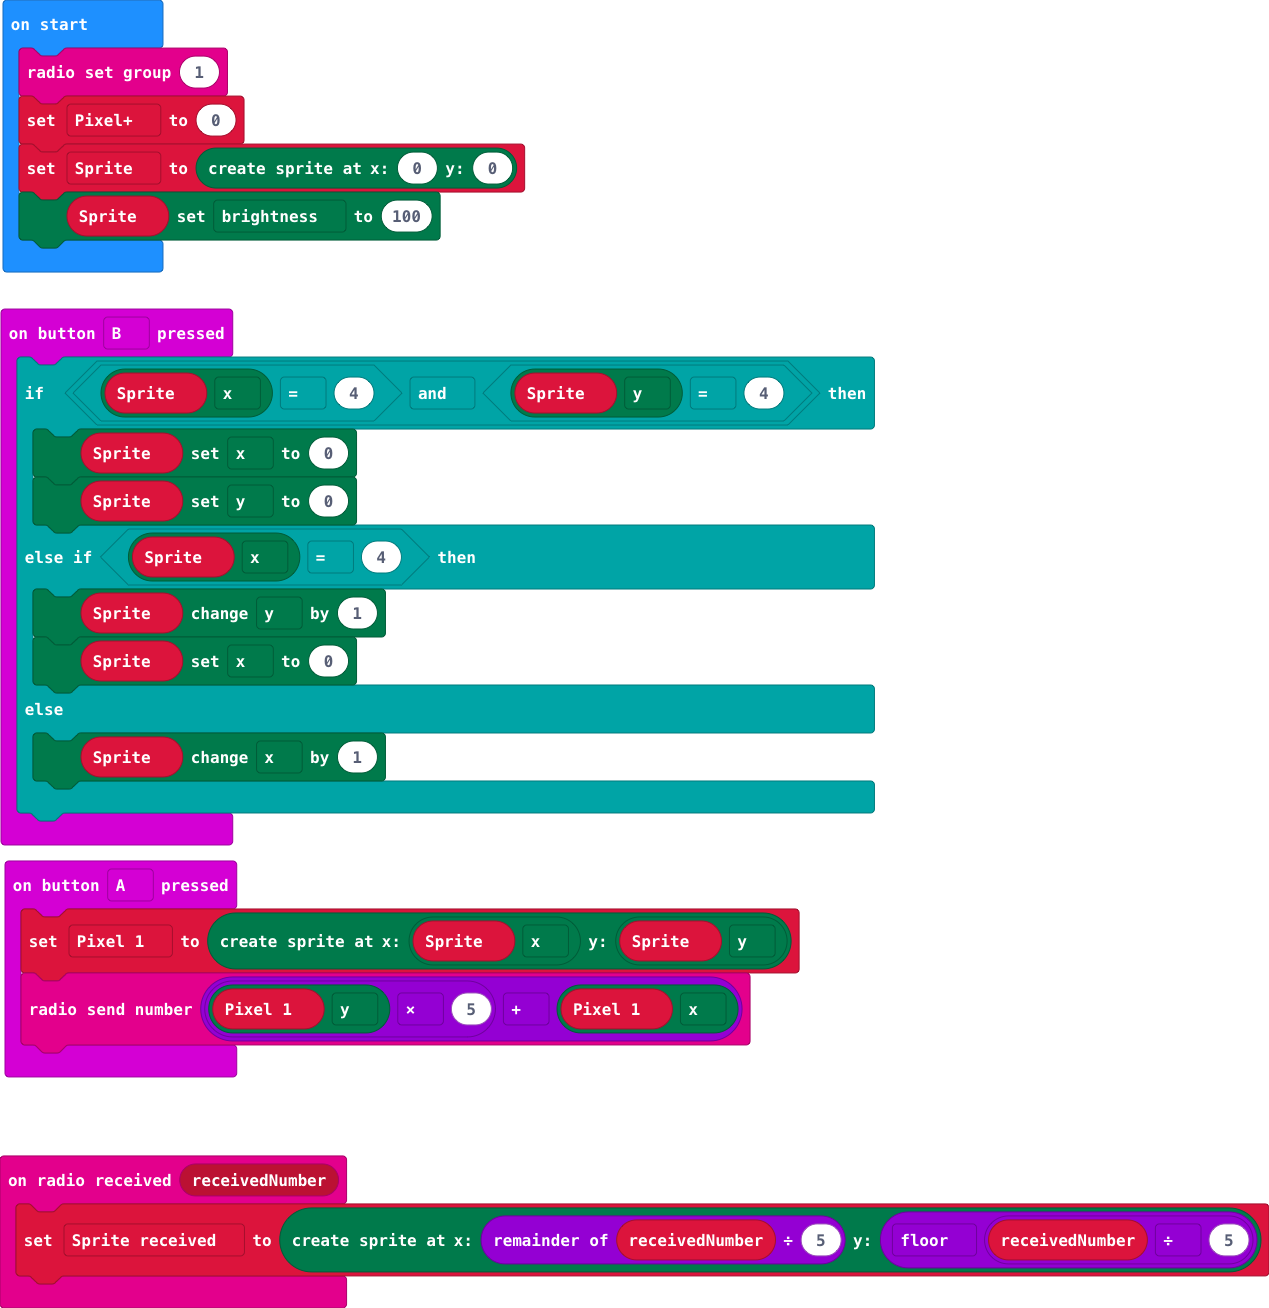 on start
radio set group 1
set Pixel+ to 0
set Sprite to create sprite at x: 0 y: 0
Sprite set brightness to 100
on button B pressed
if Sprite x = 4 and Sprite y = 4 then
Sprite set x to 0
Sprite set y to 0
else if Sprite x = 4 then
Sprite change y by 1
Sprite set x to 0
else
Sprite change x by 1
on button A pressed
set Pixel 1 to create sprite at x: Sprite x y: Sprite y
radio send number Pixel 1 y × 5 + Pixel 1 x
on radio received receivedNumber
set Sprite received to create sprite at x: remainder of receivedNumber ÷ 5 y: floor receivedNumber ÷ 5